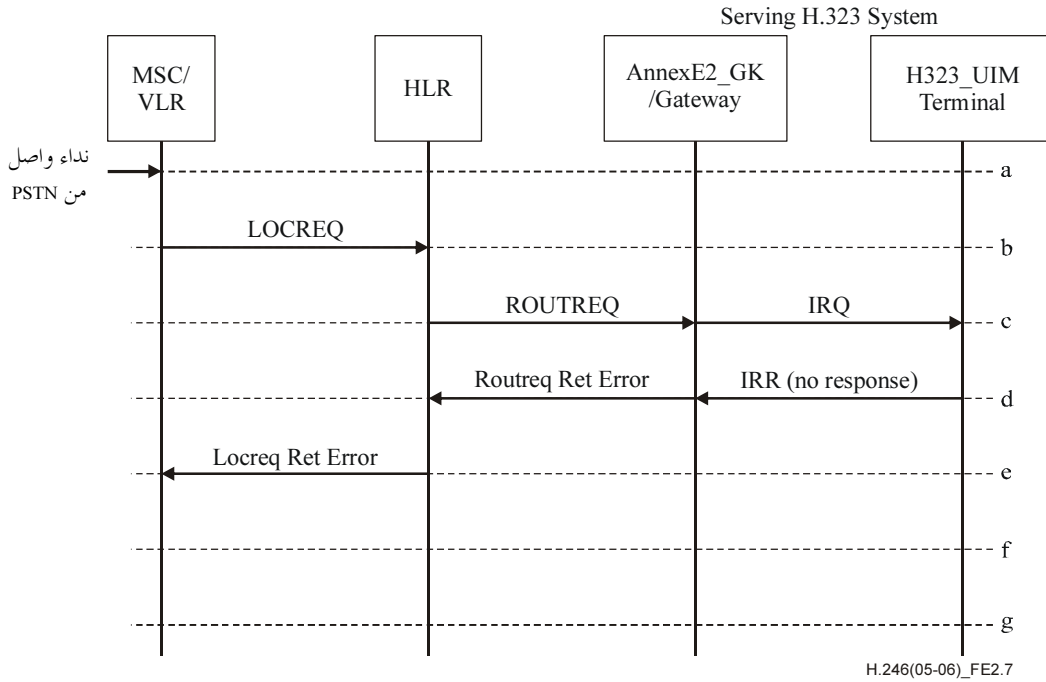 Serving H.323 System
MSC/
VLR
HLR
AnnexE2_GK
/Gateway
H323_UIM
Terminal
نداء واصل
من PSTN
a
LOCREQ
b
ROUTREQ
IRQ
c
Routreq Ret Error
IRR (no response)
d
Locreq Ret Error
e
f
g
H.246(05-06)_FE2.7